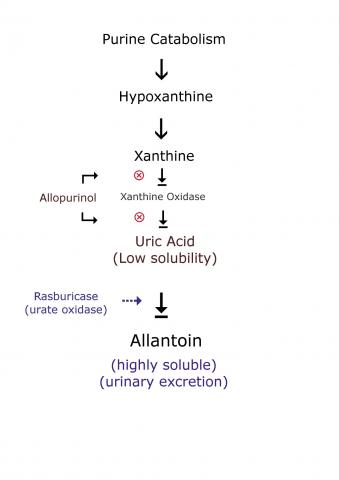 Purine Catabolism
Hypoxanthine
Xanthine
Allopurinol
Xanthine Oxidase
Uric Acid
(Low solubility)
Rasburicase
(urate oxidase)
Allantoin
(highly soluble)
(urinary excretion)